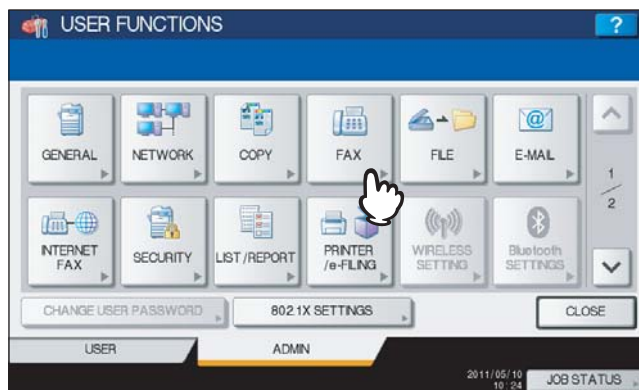 USER FUNCTIONS
?
GENERAL
NETWORK
COPY
FAX
FILE
E-MAIL
1
2
INTERNET
FAX
SECURITY
LIST/REPORT
PRINTER
/e-FILING
WIRELESS
SETTING
Bluetooth
SETTINGS
CHANGE USER PASSWORD
802.1X SETTINGS
CLOSE
USER
ADMIN
2011/05/10
10:24
JOB STATUS